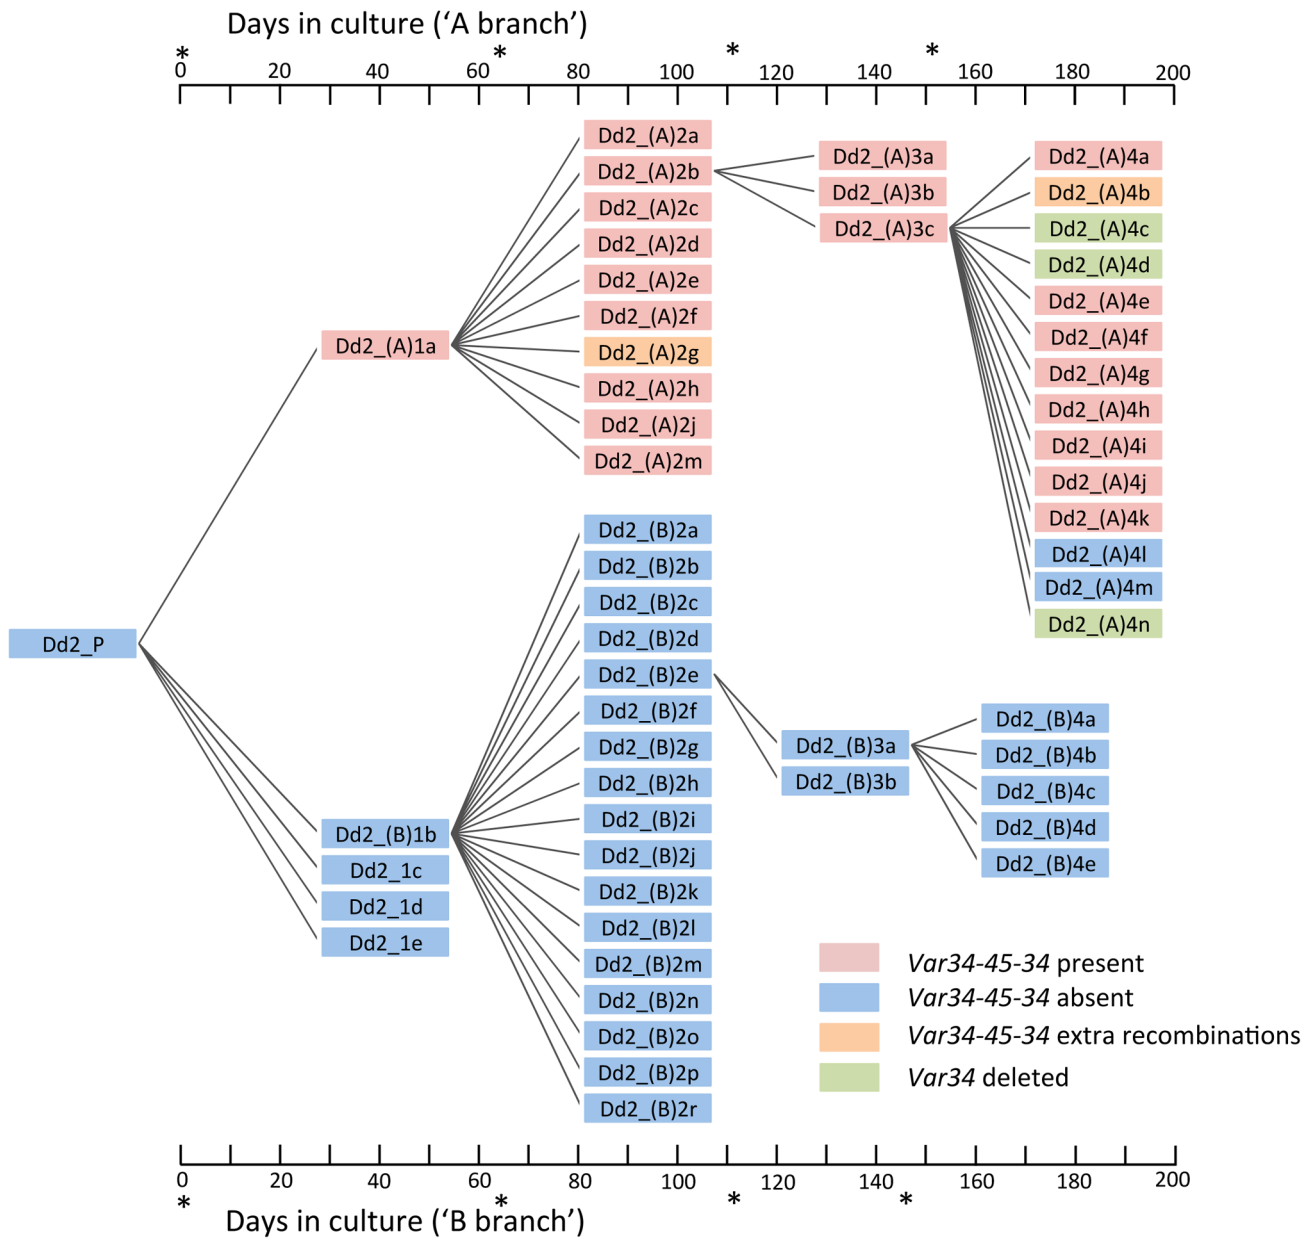 Days in culture (‘A branch’)
* * * *
0 20 40 60 80 100 120 140 160 180 200
Dd2_(A)2a
Dd2_(A)2b
Dd2_(A)2c
Dd2_(A)2d
Dd2_(A)2e
Dd2_(A)2f
Dd2_(A)2g
Dd2_(A)2h
Dd2_(A)2j
Dd2_(A)2m
Dd2_(A)3a
Dd2_(A)3b
Dd2_(A)3c
Dd2_(A)4a
Dd2_(A)4b
Dd2_(A)4c
Dd2_(A)4d
Dd2_(A)4e
Dd2_(A)4f
Dd2_(A)4g
Dd2_(A)4h
Dd2_(A)4i
Dd2_(A)4j
Dd2_(A)4k
Dd2_(A)4l
Dd2_(A)4m
Dd2_(A)4n
Dd2_(A)1a
Dd2_P
Dd2_(B)1b
Dd2_1c
Dd2_1d
Dd2_1e
Dd2_(B)2a
Dd2_(B)2b
Dd2_(B)2c
Dd2_(B)2d
Dd2_(B)2e
Dd2_(B)2f
Dd2_(B)2g
Dd2_(B)2h
Dd2_(B)2i
Dd2_(B)2j
Dd2_(B)2k
Dd2_(B)2l
Dd2_(B)2m
Dd2_(B)2n
Dd2_(B)2o
Dd2_(B)2p
Dd2_(B)2r
Dd2_(B)3a
Dd2_(B)3b
Dd2_(B)4a
Dd2_(B)4b
Dd2_(B)4c
Dd2_(B)4d
Dd2_(B)4e
Var34-45-34 present
Var34-45-34 absent
Var34-45-34 extra recombinations
Var34 deleted
0 20 40 60 80 100 120 140 160 180 200
* * * *
Days in culture (‘B branch’)